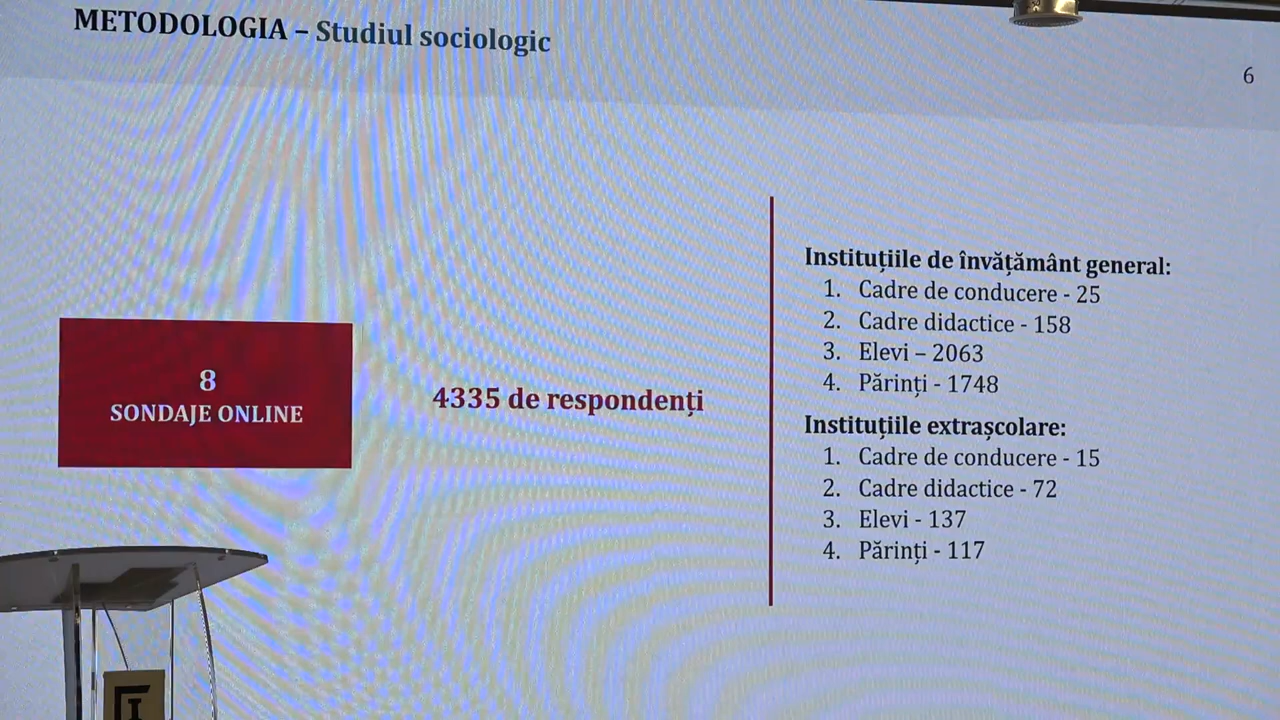 METODOLOGIA – Studiul sociologic
6
8
SONDAJE ONLINE
4335 de respondenți
Instituțiile de învățământ general:
1. Cadre de conducere - 25
2. Cadre didactice - 158
3. Elevi – 2063
4. Părinți - 1748
Instituțiile extrașcolare:
1. Cadre de conducere - 15
2. Cadre didactice - 72
3. Elevi - 137
4. Părinți - 117